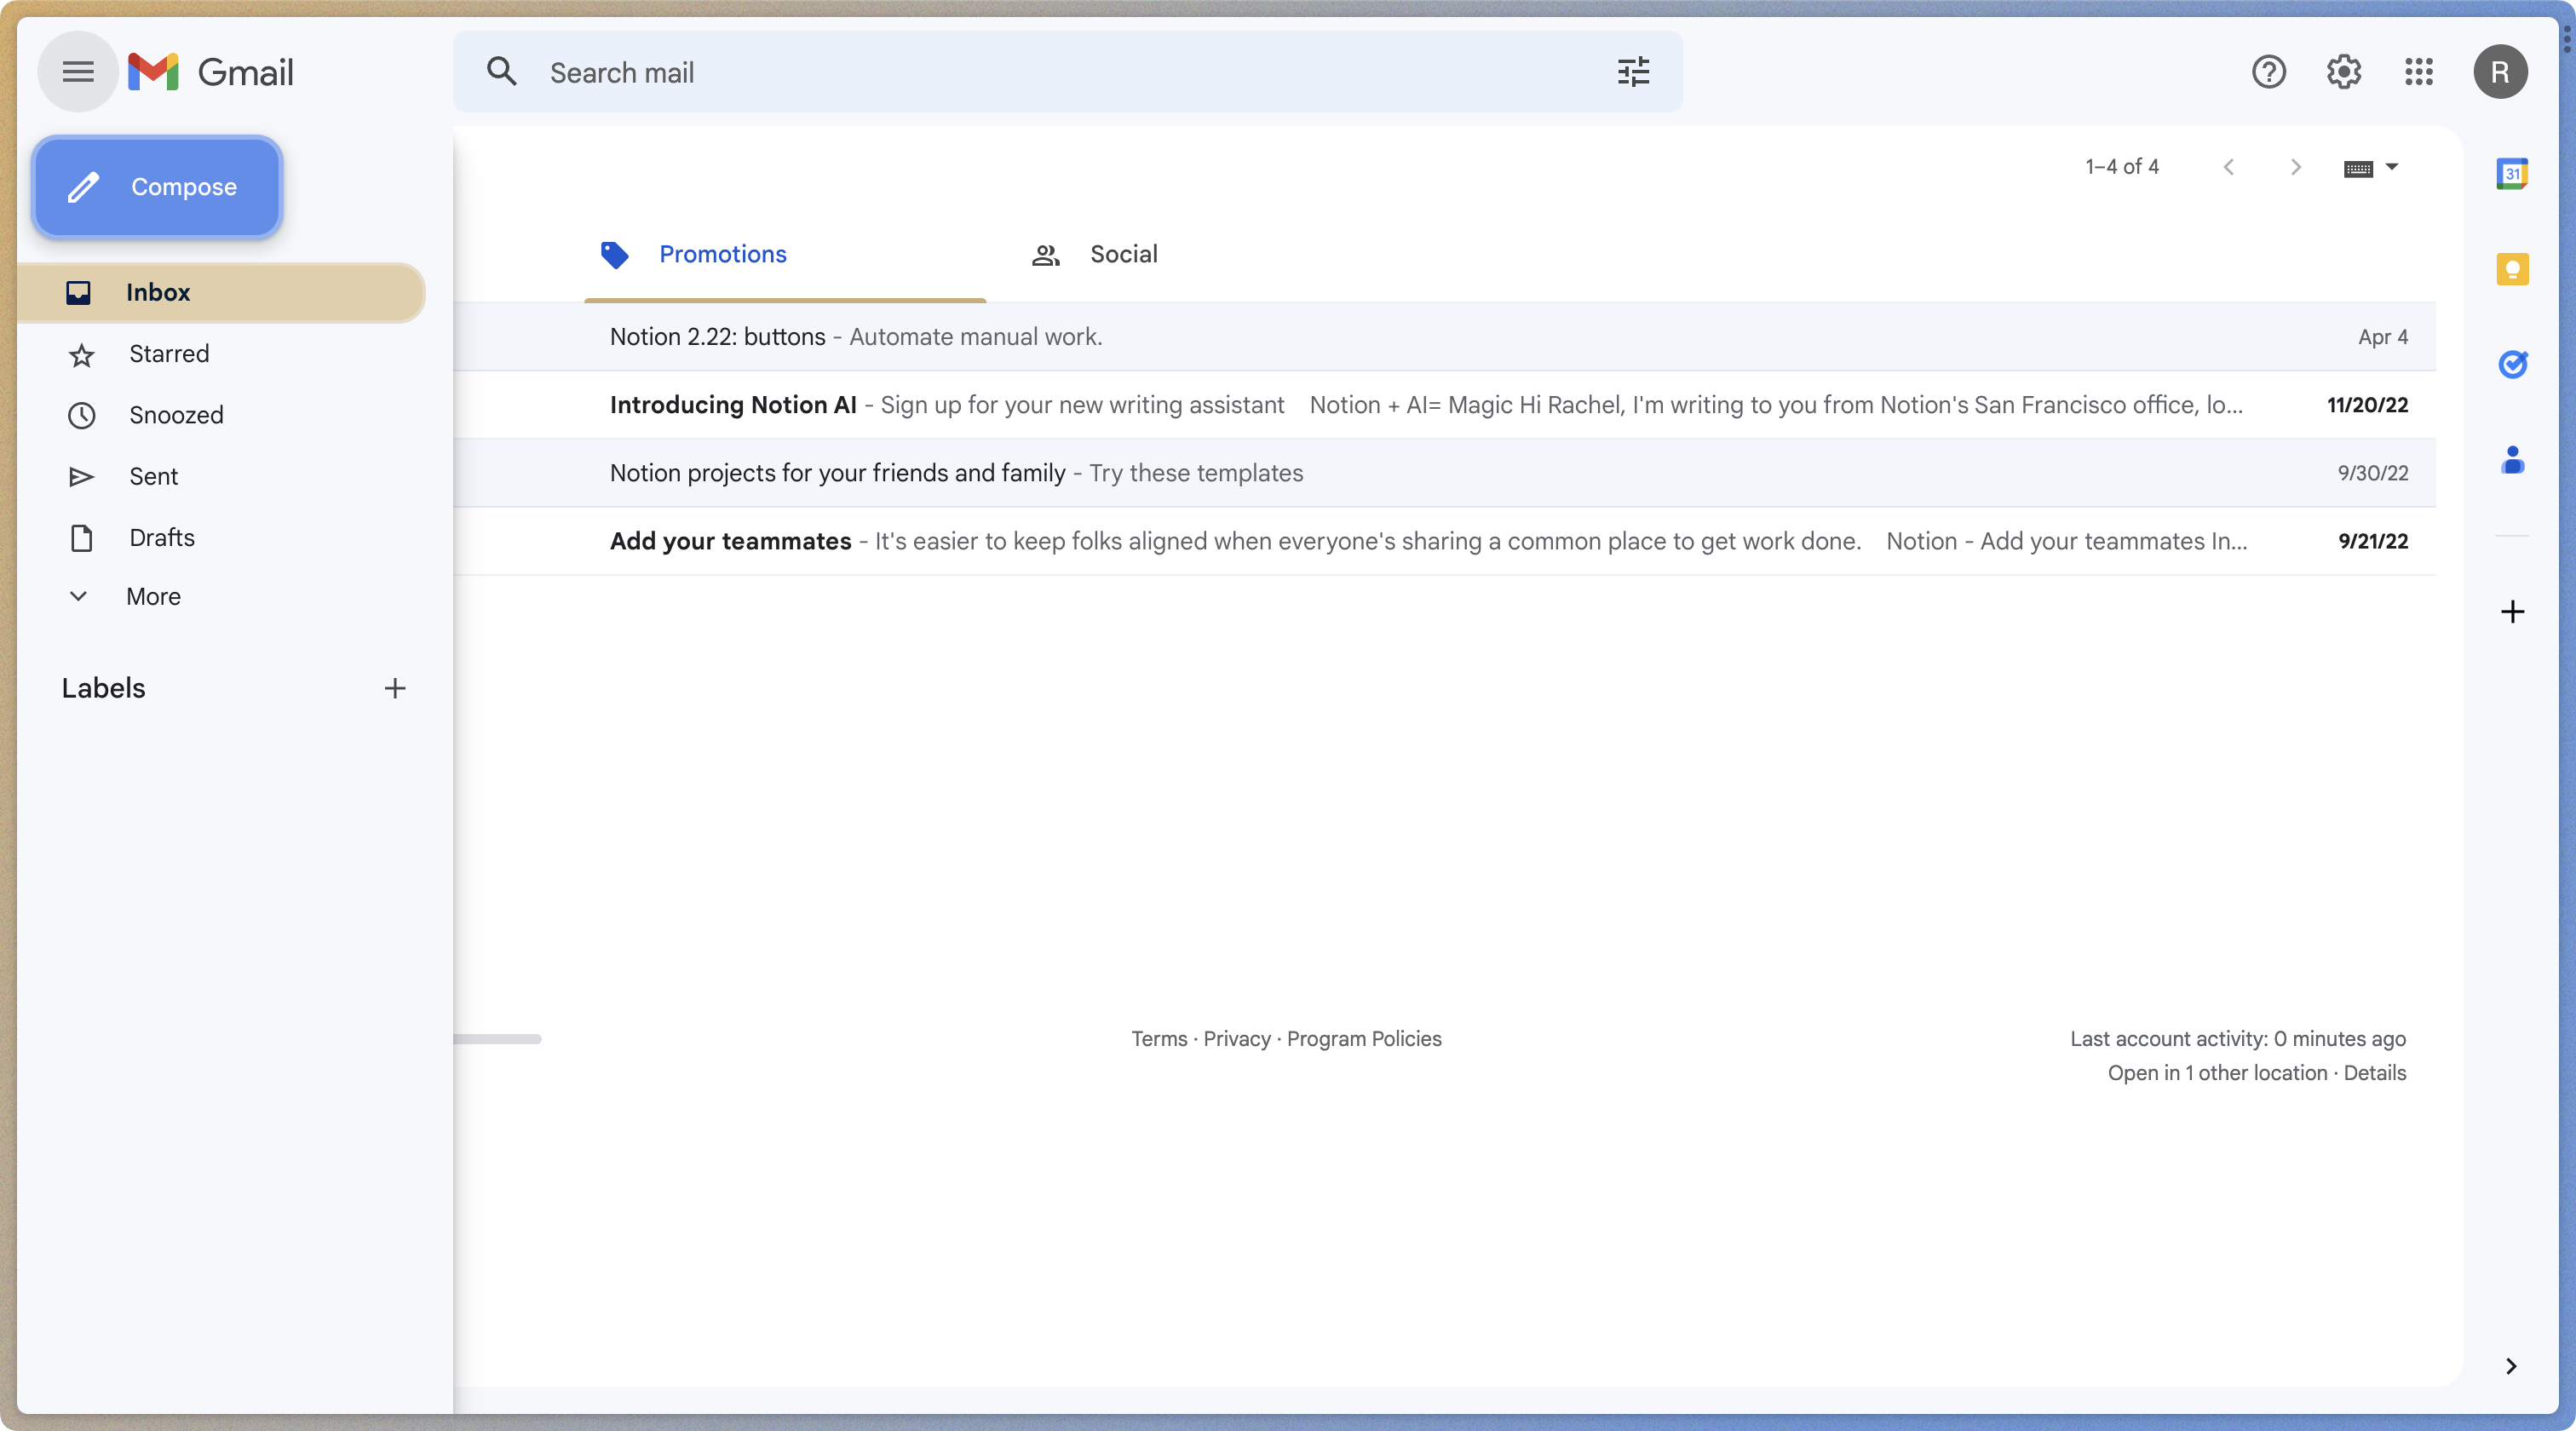 Gmail
Search mail
R
Compose
1–4 of 4
31
Promotions
Social
Inbox
Starred
Snoozed
Sent
Drafts
More
Labels
Notion 2.22: buttons - Automate manual work. Apr 4
Introducing Notion AI - Sign up for your new writing assistant Notion + AI= Magic Hi Rachel, I'm writing to you from Notion's San Francisco office, lo... 11/20/22
Notion projects for your friends and family - Try these templates 9/30/22
Add your teammates - It's easier to keep folks aligned when everyone's sharing a common place to get work done. Notion - Add your teammates In... 9/21/22
Terms · Privacy · Program Policies
Last account activity: 0 minutes ago
Open in 1 other location · Details